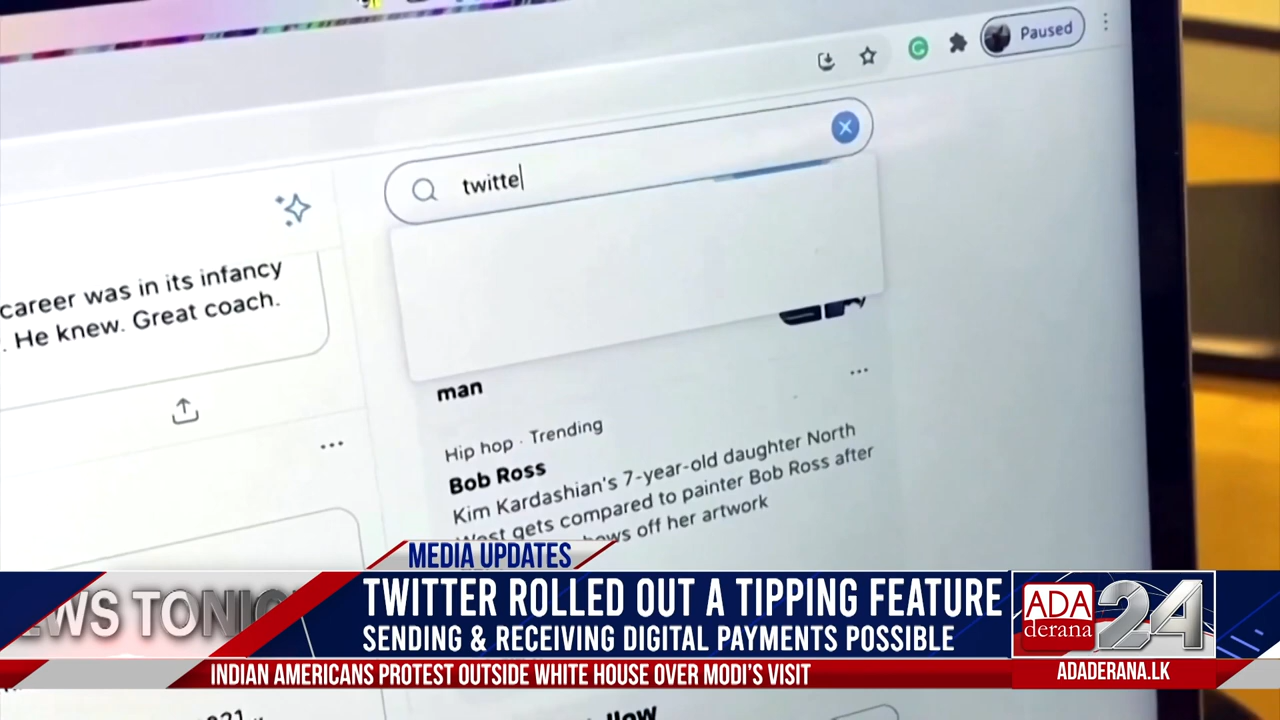 Paused
twitte
career was in its infancy
He knew. Great coach.
man
Hip hop · Trending
Bob Ross
Kim Kardashian's 7-year-old daughter North
West gets compared to painter Bob Ross after
off her artwork
MEDIA UPDATES
TWITTER ROLLED OUT A TIPPING FEATURE
SENDING & RECEIVING DIGITAL PAYMENTS POSSIBLE
INDIAN AMERICANS PROTEST OUTSIDE WHITE HOUSE OVER MODI'S VISIT
ADA
derana
24
ADADERANA.LK